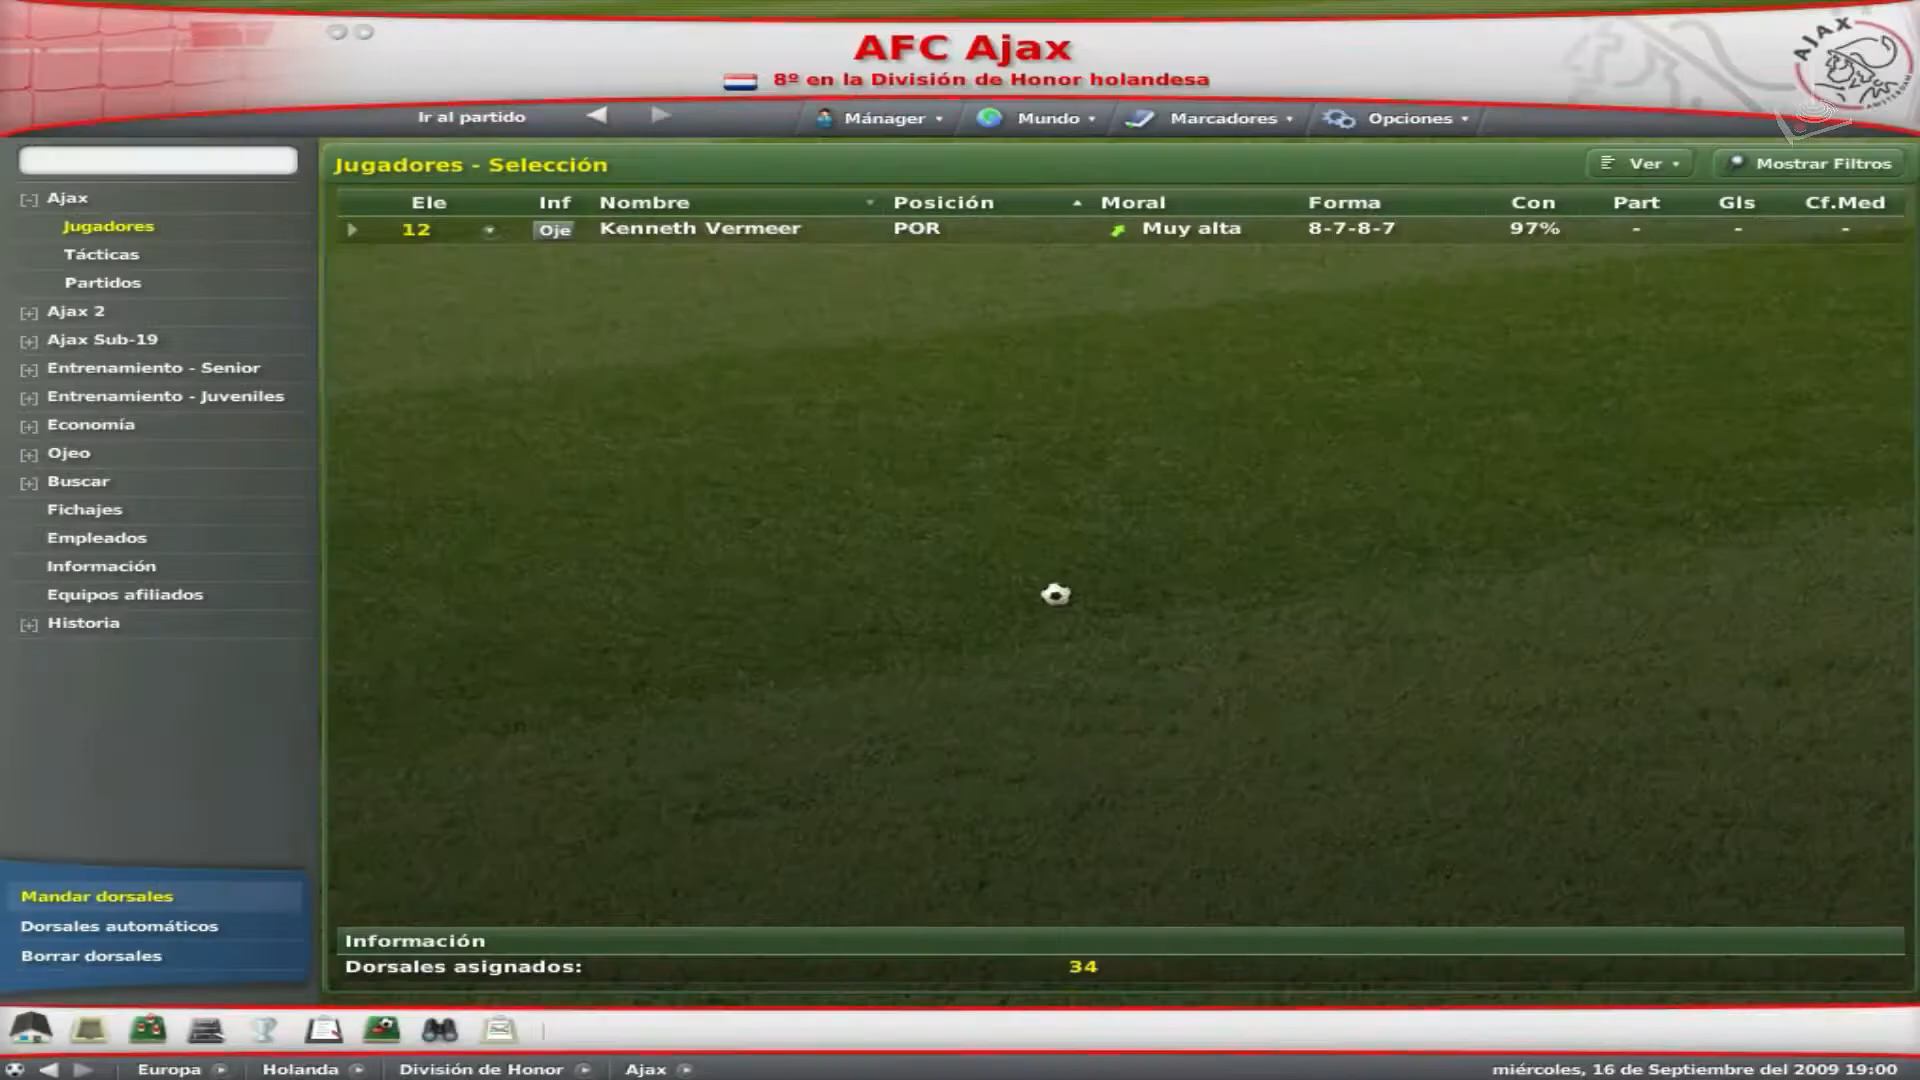 AFC Ajax
8º en la División de Honor holandesa
AJAX
AMSTERDAM
Ir al partido
Mánager
Mundo
Marcadores
Opciones
Jugadores - Selección
Ver
Mostrar Filtros
Ele Inf Nombre Posición Moral Forma Con Part Gls Cf.Med
12 Oje Kenneth Vermeer POR Muy alta 8-7-8-7 97% - - -
[-] Ajax
Jugadores
Tácticas
Partidos
[+] Ajax 2
[+] Ajax Sub-19
[+] Entrenamiento - Senior
[+] Entrenamiento - Juveniles
[+] Economía
[+] Ojeo
[+] Buscar
Fichajes
Empleados
Información
Equipos afiliados
[+] Historia
Mandar dorsales
Dorsales automáticos
Borrar dorsales
Información
Dorsales asignados: 34
Europa
Holanda
División de Honor
Ajax
miércoles, 16 de Septiembre del 2009 19:00